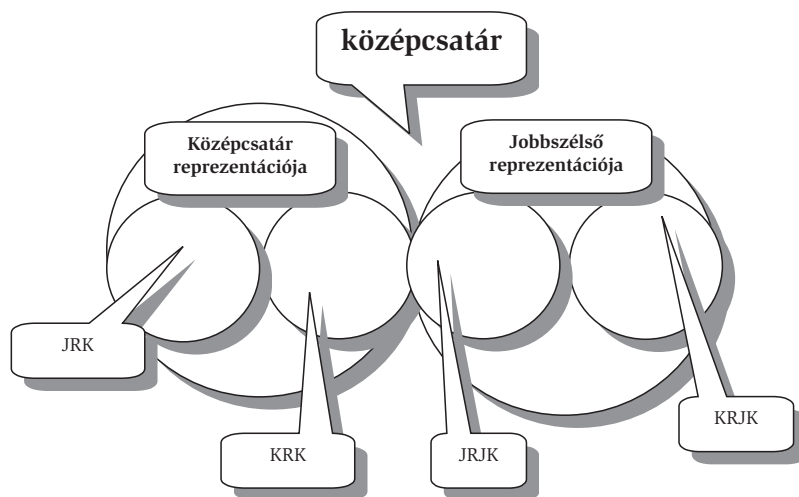 középcsatár
Középcsatár
reprezentációja
Jobbszélső
reprezentációja
JRK
KRJK
KRK
JRJK